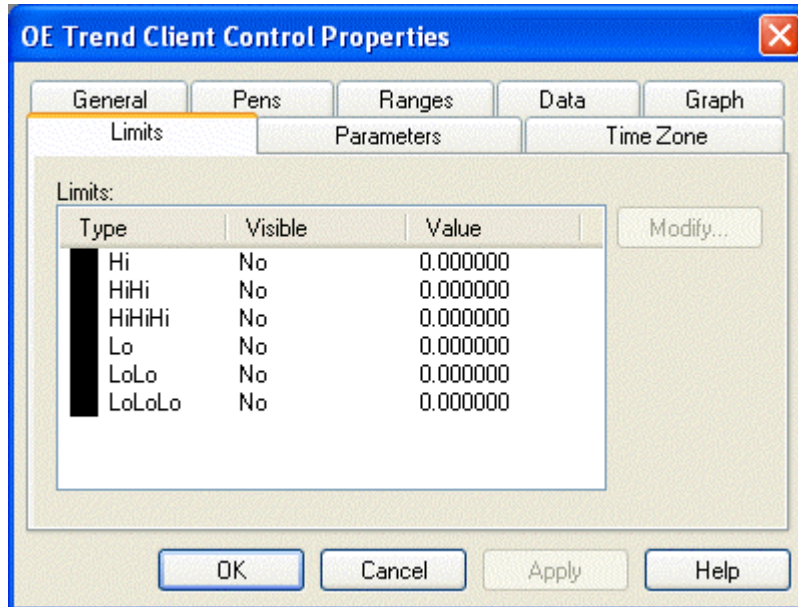 OE Trend Client Control Properties
General Pens Ranges Data Graph
Limits Parameters Time Zone
Limits:
Type Visible Value
Hi No 0.000000
HiHi No 0.000000
HiHiHi No 0.000000
Lo No 0.000000
LoLo No 0.000000
LoLoLo No 0.000000
Modify...
OK Cancel Apply Help